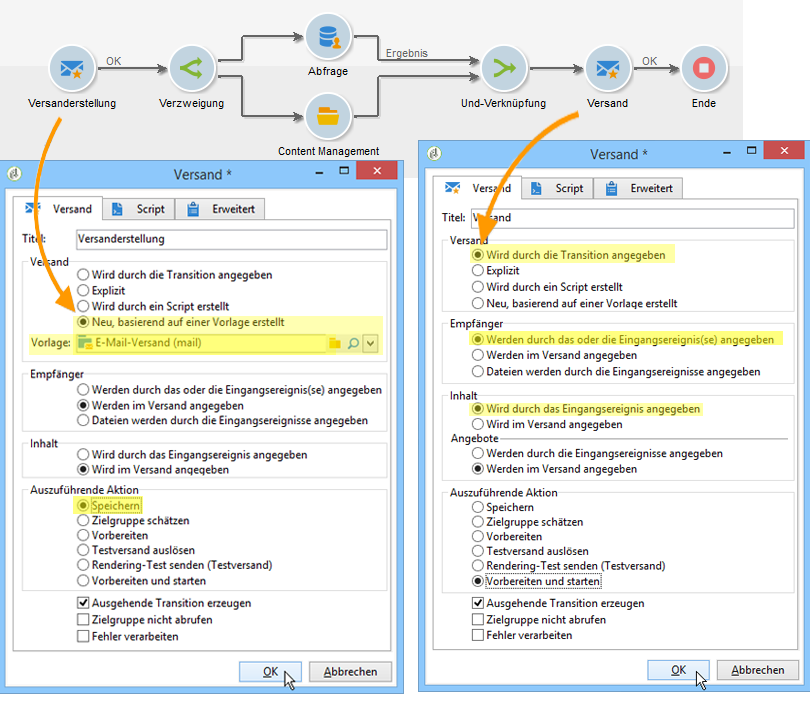 OK
Ergebnis
OK
Versanderstellung
Verzweigung
Abfrage
Und-Verknüpfung
Versand
Ende
Content Management
Versand *
Versand
Script
Erweitert
Titel:
Versanderstellung
Versand
Wird durch die Transition angegeben
Explizit
Wird durch ein Script erstellt
Neu, basierend auf einer Vorlage erstellt
Vorlage:
E-Mail-Versand (mail)
Empfänger
Werden durch das oder die Eingangsereignis(se) angegeben
Werden im Versand angegeben
Dateien werden durch die Eingangsereignisse angegeben
Inhalt
Wird durch das Eingangsereignis angegeben
Wird im Versand angegeben
Auszuführende Aktion
Speichern
Zielgruppe schätzen
Vorbereiten
Testversand auslösen
Rendering-Test senden (Testversand)
Vorbereiten und starten
Ausgehende Transition erzeugen
Zielgruppe nicht abrufen
Fehler verarbeiten
OK
Abbrechen
Versand *
Versand
Script
Erweitert
Titel:
Versand
Versand
Wird durch die Transition angegeben
Explizit
Wird durch ein Script erstellt
Neu, basierend auf einer Vorlage erstellt
Empfänger
Werden durch das oder die Eingangsereignis(se) angegeben
Werden im Versand angegeben
Dateien werden durch die Eingangsereignisse angegeben
Inhalt
Wird durch das Eingangsereignis angegeben
Wird im Versand angegeben
Angebote
Werden durch die Eingangsereignisse angegeben
Werden im Versand angegeben
Auszuführende Aktion
Speichern
Zielgruppe schätzen
Vorbereiten
Testversand auslösen
Rendering-Test senden (Testversand)
Vorbereiten und starten
Ausgehende Transition erzeugen
Zielgruppe nicht abrufen
Fehler verarbeiten
OK
Abbrechen